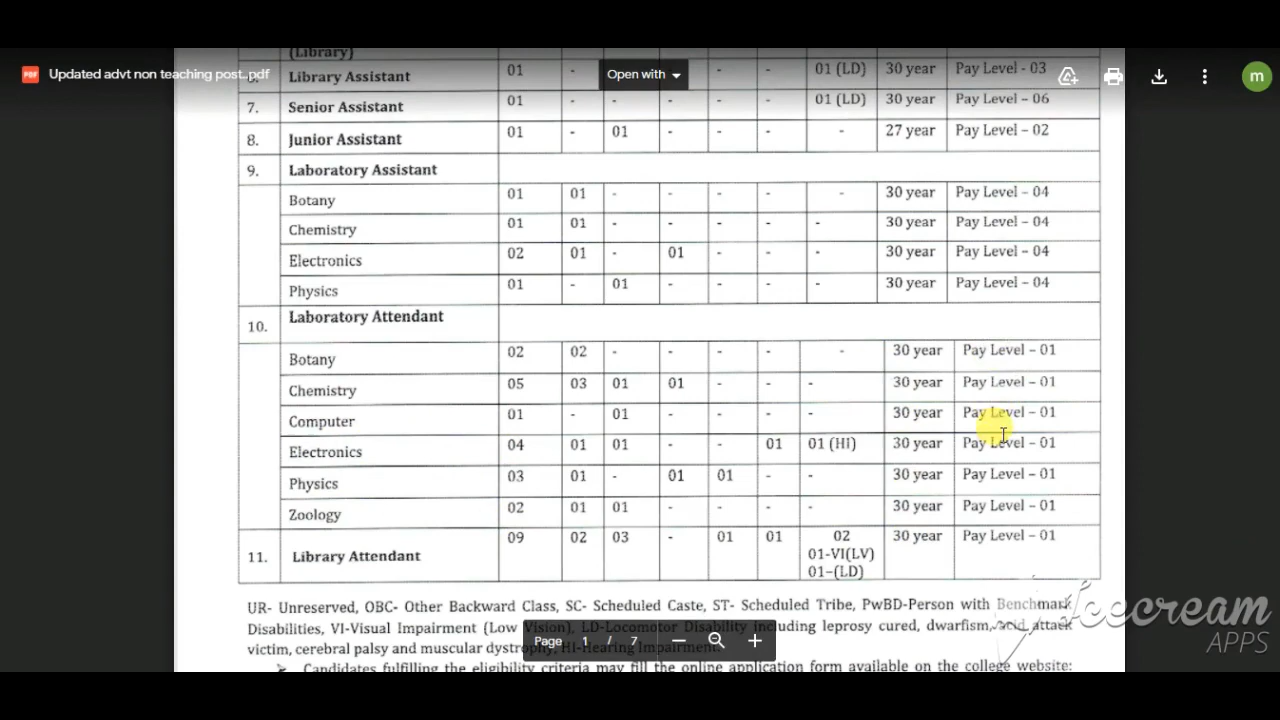 (Library)
Updated advt non teaching post..pdf
Open with
m
Library Assistant 01 - - - 01 (LD) 30 year Pay Level - 03
7. Senior Assistant 01 - - - - - 01 (LD) 30 year Pay Level - 06
8. Junior Assistant 01 - 01 - - - - 27 year Pay Level - 02
9. Laboratory Assistant
Botany 01 01 - - - - - 30 year Pay Level - 04
Chemistry 01 01 - - - - - 30 year Pay Level - 04
Electronics 02 01 - 01 - - - 30 year Pay Level - 04
Physics 01 - 01 - - - - 30 year Pay Level - 04
10. Laboratory Attendant
Botany 02 02 - - - - - 30 year Pay Level - 01
Chemistry 05 03 01 01 - - - 30 year Pay Level - 01
Computer 01 - 01 - - - - 30 year Pay Level - 01
Electronics 04 01 01 - - 01 01 (HI) 30 year Pay Level - 01
Physics 03 01 - 01 01 - - 30 year Pay Level - 01
Zoology 02 01 01 - - - - 30 year Pay Level - 01
11. Library Attendant 09 02 03 - 01 01 02 30 year Pay Level - 01
01-VI(LV)
01-(LD)
UR- Unreserved, OBC- Other Backward Class, SC- Scheduled Caste, ST- Scheduled Tribe, PwBD-Person with Benchmark
Disabilities, VI-Visual Impairment (Low Vision), LD-Locomotor Disability including leprosy cured, dwarfism, acid attack
victim, cerebral palsy and muscular dystrophy, HI-Hearing Impairment.
Candidates fulfilling the eligibility criteria may fill the online application form available on the college website:
Page 1 / 7
Icecream
APPS